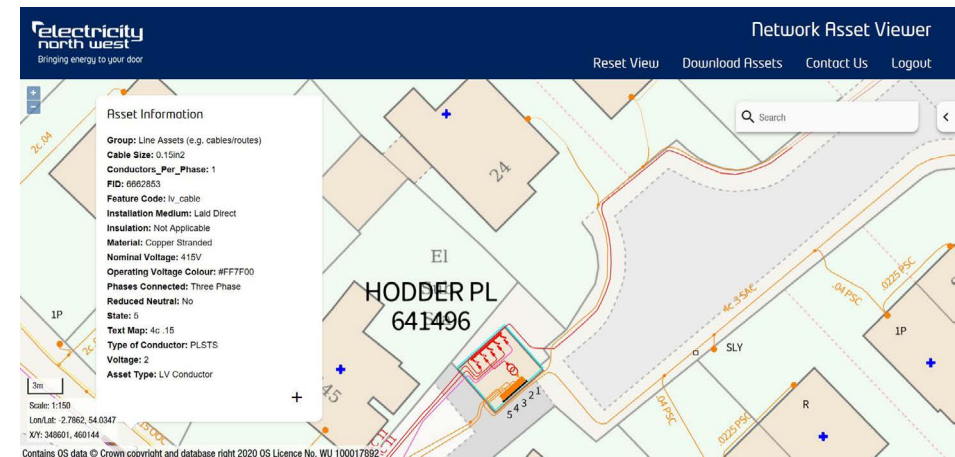 electricity
north west
Bringing energy to your door
Network Asset Viewer
Reset View Download Assets Contact Us Logout
+
−
Asset Information
Group: Line Assets (e.g. cables/routes)
Cable Size: 0.15in2
Conductors_Per_Phase: 1
FID: 6662853
Feature Code: lv_cable
Installation Medium: Laid Direct
Insulation: Not Applicable
Material: Copper Stranded
Nominal Voltage: 415V
Operating Voltage Colour: #FF7F00
Phases Connected: Three Phase
Reduced Neutral: No
State: 5
Text Map: 4c .15
Type of Conductor: PLSTS
Voltage: 2
Asset Type: LV Conductor
+
Search
<
2c.04
24
El
HODDER PL
641496
4c .3 SAC
.04 PSC
.0225 PSC
1P
1P
SLY
45
5 4 3 2 1
.04 PSC
.0225 PSC
R
3m
Scale: 1:150
Lon/Lat: -2.7862, 54.0347
X/Y: 348601, 460144
Contains OS data © Crown copyright and database right 2020 OS Licence No. WU 100017892